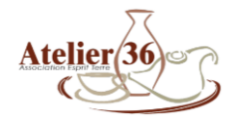 Atelier 36
Association Esprit Terre